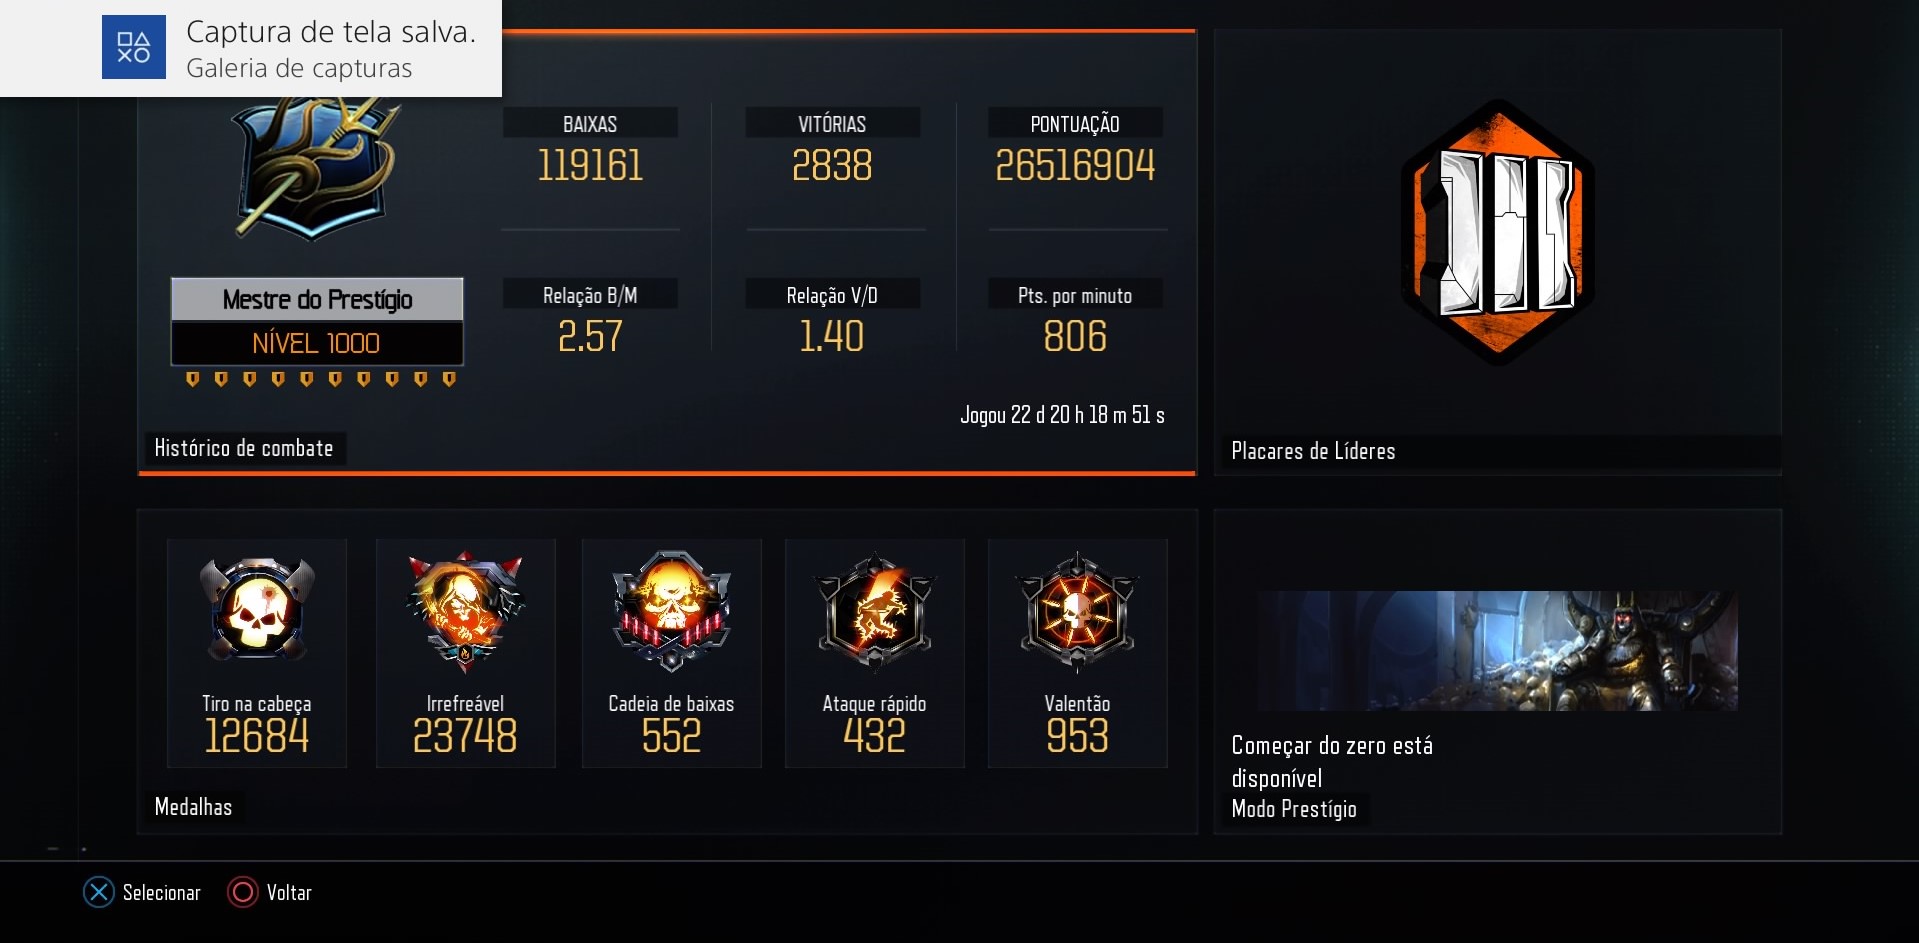 Captura de tela salva.
Galeria de capturas
BAIXAS
119161
VITÓRIAS
2838
PONTUAÇÃO
26516904
Relação B/M
2.57
Relação V/D
1.40
Pts. por minuto
806
Mestre do Prestígio
NÍVEL 1000
Jogou 22 d 20 h 18 m 51 s
Histórico de combate
Placares de Líderes
Tiro na cabeça
12684
Irrefreável
23748
Cadeia de baixas
552
Ataque rápido
432
Valentão
953
Medalhas
Começar do zero está
disponível
Modo Prestígio
Selecionar
Voltar